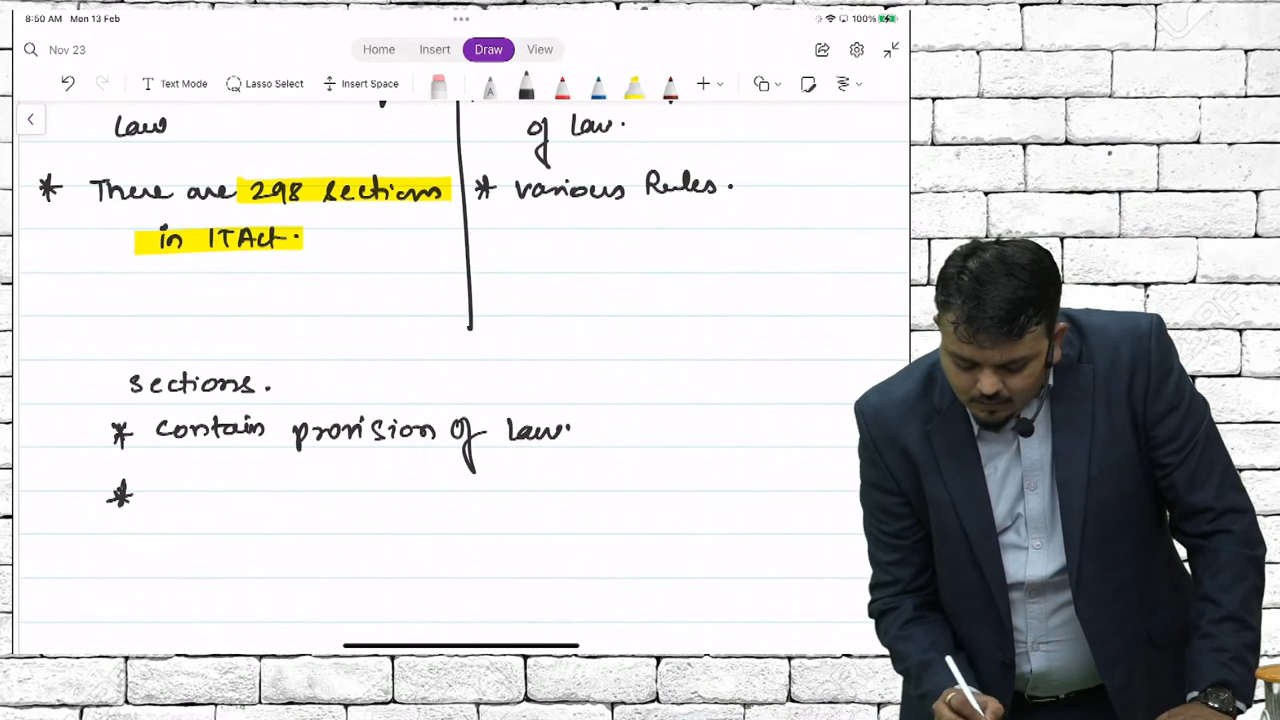 8:50 AM Mon 13 Feb
100%
Nov 23
Home Insert Draw View
Text Mode Lasso Select Insert Space
Law
of Law.
* There are 298 sections
in ITAct.
* various Rules.
sections.
* contain provision of Law.
*